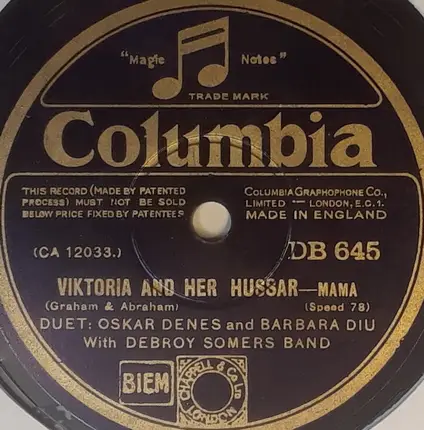 "Magic Notes"
TRADE MARK
Columbia
THIS RECORD (MADE BY PATENTED
PROCESS) MUST NOT BE SOLD
BELOW PRICE FIXED BY PATENTEES
COLUMBIA GRAPHOPHONE CO.,
LIMITED — LONDON, E.C.1.
MADE IN ENGLAND
(CA 12033.)
DB 645
VIKTORIA AND HER HUSSAR—MAMA
(Graham & Abraham) (Speed 78)
DUET: OSKAR DENES and BARBARA DIU
With DEBROY SOMERS BAND
BIEM
CHAPPELL & Co Ld
LONDON